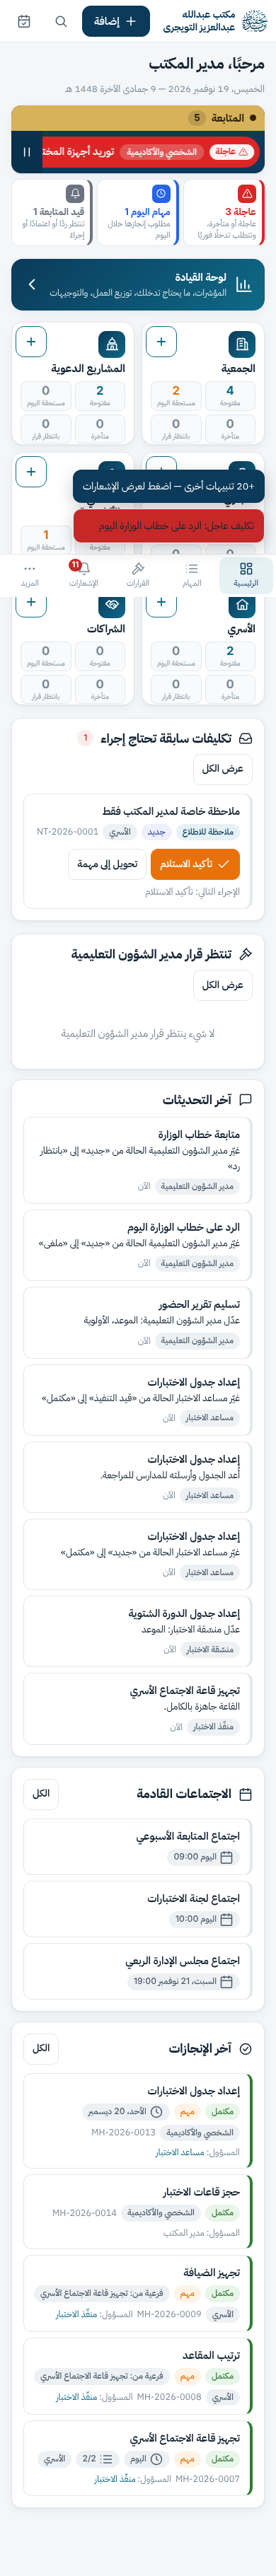 مكتب عبدالله
عبدالعزيز التويجري
إضافة
مرحبًا، مدير المكتب
الخميس، 19 نوفمبر 2026 — 9 جمادى الآخرة 1448 هـ
المتابعة 5
عاجلة الشخصي والأكاديمية توريد أجهزة المختبر
عاجلة 3
عاجلة أو متأخرة، وتتطلب تدخلًا فوريًا
مهام اليوم 1
مطلوب إنجازها خلال اليوم
قيد المتابعة 1
تنتظر ردًا أو اعتمادًا أو إجراءً
لوحة القيادة
المؤشرات، ما يحتاج تدخلك، توزيع العمل، والتوجيهات
الجمعية
4 مفتوحة
2 مستحقة اليوم
0 متأخرة
0 بانتظار قرار
المشاريع الدعوية
2 مفتوحة
0 مستحقة اليوم
0 متأخرة
0 بانتظار قرار
+20 تنبيهات أخرى — اضغط لعرض الإشعارات
تكليف عاجل: الرد على خطاب الوزارة اليوم
1
مستحقة اليوم
الرئيسية
المهام
القرارات
11
الإشعارات
المزيد
الأسري
2 مفتوحة
0 مستحقة اليوم
0 متأخرة
0 بانتظار قرار
الشراكات
0 مفتوحة
0 مستحقة اليوم
0 متأخرة
0 بانتظار قرار
تكليفات سابقة تحتاج إجراء 1
عرض الكل
ملاحظة خاصة لمدير المكتب فقط
ملاحظة للاطلاع جديد الأسري NT-2026-0001
تأكيد الاستلام
تحويل إلى مهمة
الإجراء التالي: تأكيد الاستلام
تنتظر قرار مدير الشؤون التعليمية
عرض الكل
لا شيء ينتظر قرار مدير الشؤون التعليمية
آخر التحديثات
متابعة خطاب الوزارة
غيّر مدير الشؤون التعليمية الحالة من «جديد» إلى «بانتظار
رد»
مدير الشؤون التعليمية الآن
الرد على خطاب الوزارة اليوم
غيّر مدير الشؤون التعليمية الحالة من «جديد» إلى «ملغى»
مدير الشؤون التعليمية الآن
تسليم تقرير الحضور
عدّل مدير الشؤون التعليمية: الموعد، الأولوية
مدير الشؤون التعليمية الآن
إعداد جدول الاختبارات
غيّر مساعد الاختبار الحالة من «قيد التنفيذ» إلى «مكتمل»
مساعد الاختبار الآن
إعداد جدول الاختبارات
أُعد الجدول وأرسلته للمدارس للمراجعة.
مساعد الاختبار الآن
إعداد جدول الاختبارات
غيّر مساعد الاختبار الحالة من «جديد» إلى «مكتمل»
مساعد الاختبار الآن
إعداد جدول الدورة الشتوية
عدّل منسّقة الاختبار: الموعد
منسّقة الاختبار الآن
تجهيز قاعة الاجتماع الأسري
القاعة جاهزة بالكامل.
منفّذ الاختبار الآن
الاجتماعات القادمة
الكل
اجتماع المتابعة الأسبوعي
اليوم 09:00
اجتماع لجنة الاختبارات
اليوم 10:00
اجتماع مجلس الإدارة الربعي
السبت، 21 نوفمبر 19:00
آخر الإنجازات
الكل
إعداد جدول الاختبارات
مكتمل مهم الأحد، 20 ديسمبر
الشخصي والأكاديمية MH-2026-0013
المسؤول: مساعد الاختبار
حجز قاعات الاختبار
مكتمل الشخصي والأكاديمية MH-2026-0014
المسؤول: مدير المكتب
تجهيز الضيافة
مكتمل مهم فرعية من: تجهيز قاعة الاجتماع الأسري
الأسري MH-2026-0009 المسؤول: منفّذ الاختبار
ترتيب المقاعد
مكتمل مهم فرعية من: تجهيز قاعة الاجتماع الأسري
الأسري MH-2026-0008 المسؤول: منفّذ الاختبار
تجهيز قاعة الاجتماع الأسري
مكتمل مهم اليوم 2/2 الأسري
MH-2026-0007 المسؤول: منفّذ الاختبار